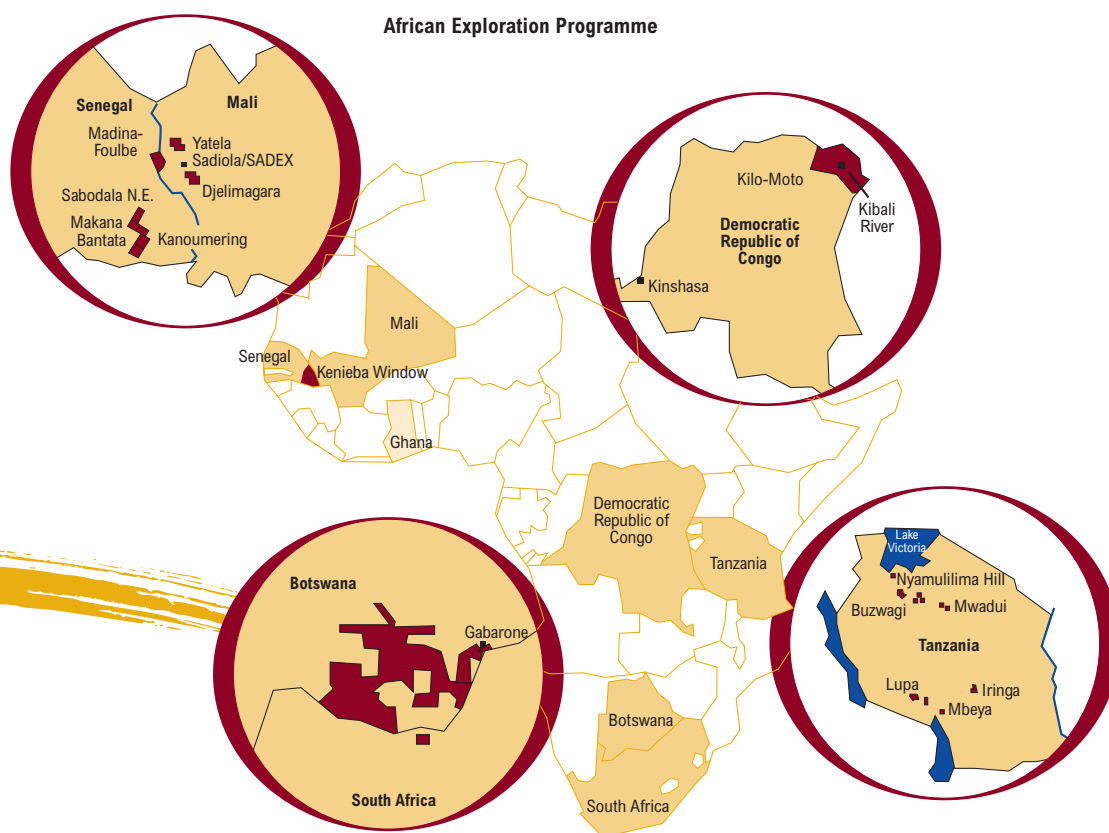 African Exploration Programme
Senegal
Mali
Madina-
Foulbe
Yatela
Sadiola/SADEX
Djelimagara
Sabodala N.E.
Makana
Bantata
Kanoumering
Kilo-Moto
Kibali
River
Democratic
Republic of
Congo
Kinshasa
Mali
Senegal
Kenieba Window
Ghana
Democratic
Republic of
Congo
Tanzania
Botswana
South Africa
Botswana
Gabarone
South Africa
Lake
Victoria
Nyamulilima Hill
Buzwagi
Mwadui
Tanzania
Lupa
Iringa
Mbeya